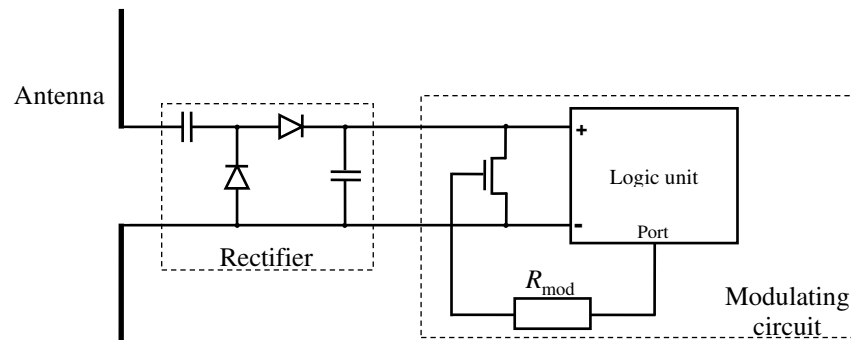 Antenna
+
Logic unit
-
Port
Rectifier
R_mod
Modulating
circuit